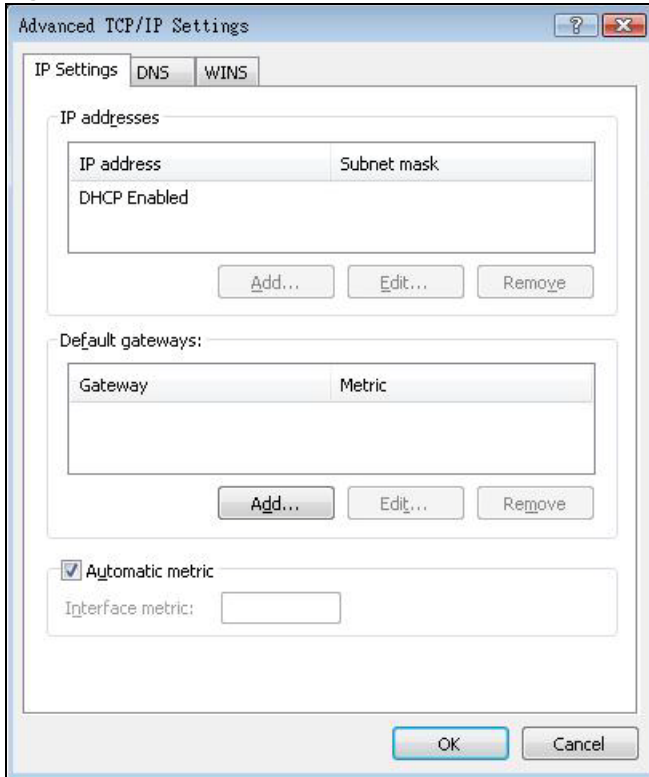 Advanced TCP/IP Settings
IP Settings DNS WINS
IP addresses
IP address Subnet mask
DHCP Enabled
Add... Edit... Remove
Default gateways:
Gateway Metric
Add... Edit... Remove
Automatic metric
Interface metric:
OK Cancel